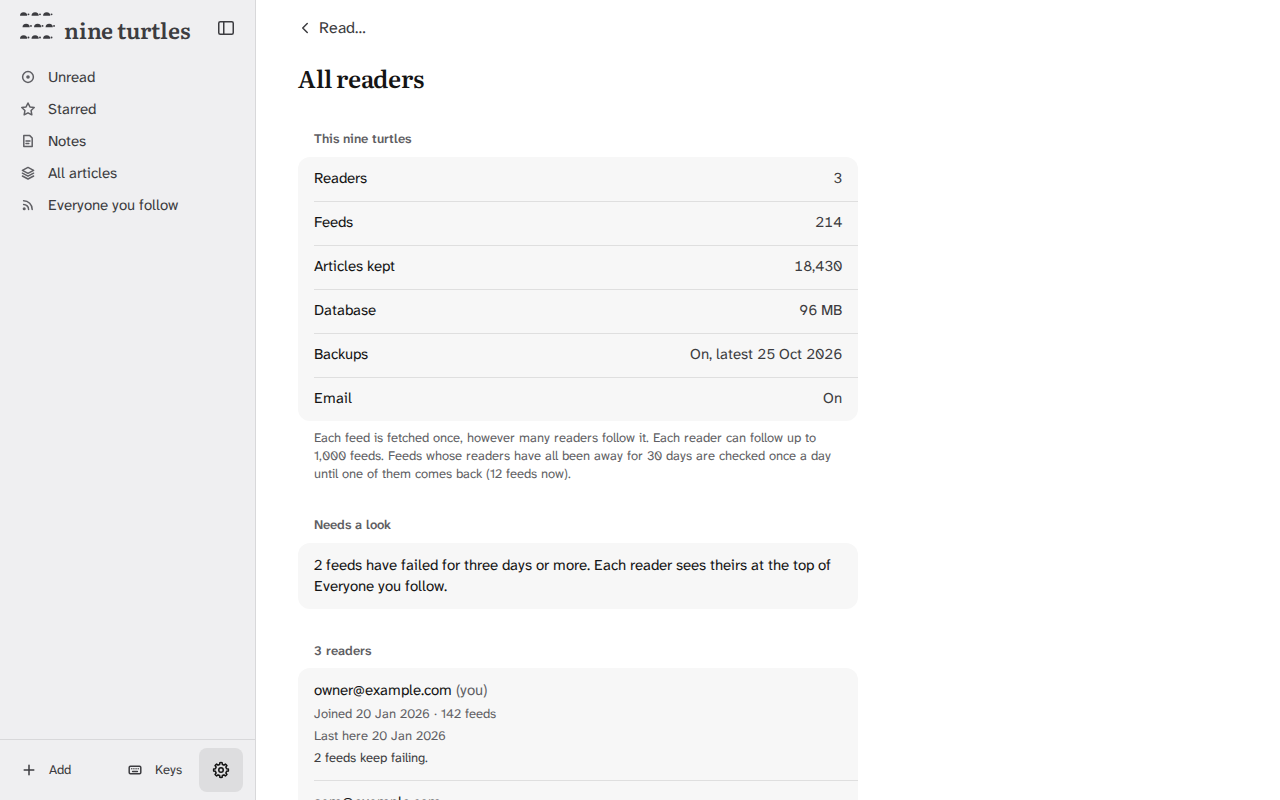 nine turtles
Unread
Starred
Notes
All articles
Everyone you follow
Add
Keys
Read...
All readers
This nine turtles
Readers 3
Feeds 214
Articles kept 18,430
Database 96 MB
Backups On, latest 25 Oct 2026
Email On
Each feed is fetched once, however many readers follow it. Each reader can follow up to
1,000 feeds. Feeds whose readers have all been away for 30 days are checked once a day
until one of them comes back (12 feeds now).
Needs a look
2 feeds have failed for three days or more. Each reader sees theirs at the top of
Everyone you follow.
3 readers
owner@example.com (you)
Joined 20 Jan 2026 · 142 feeds
Last here 20 Jan 2026
2 feeds keep failing.